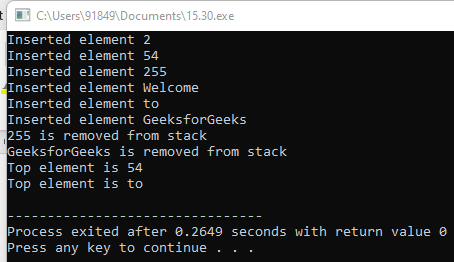 C:\Users\91849\Documents\15.30.exe
Inserted element 2
Inserted element 54
Inserted element 255
Inserted element Welcome
Inserted element to
Inserted element GeeksforGeeks
255 is removed from stack
GeeksforGeeks is removed from stack
Top element is 54
Top element is to
--------------------------------
Process exited after 0.2649 seconds with return value 0
Press any key to continue . . .